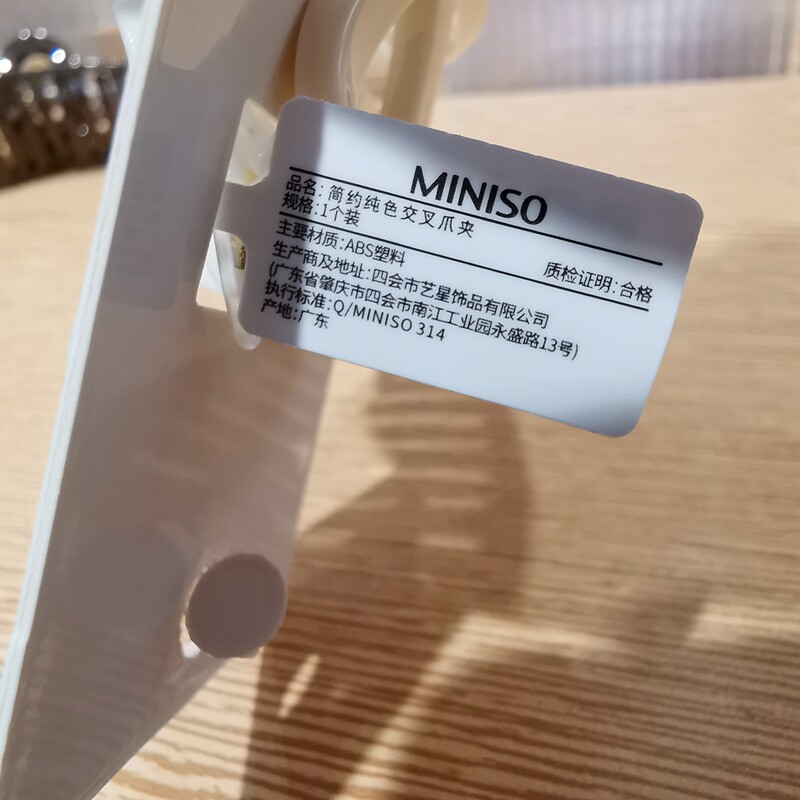 MINISO
品名:简约纯色交叉爪夹
规格:1个装
主要材质:ABS塑料
质检证明:合格
生产商及地址:四会市艺星饰品有限公司
(广东省肇庆市四会市南江工业园永盛路13号)
执行标准:Q/MINISO 314
产地:广东